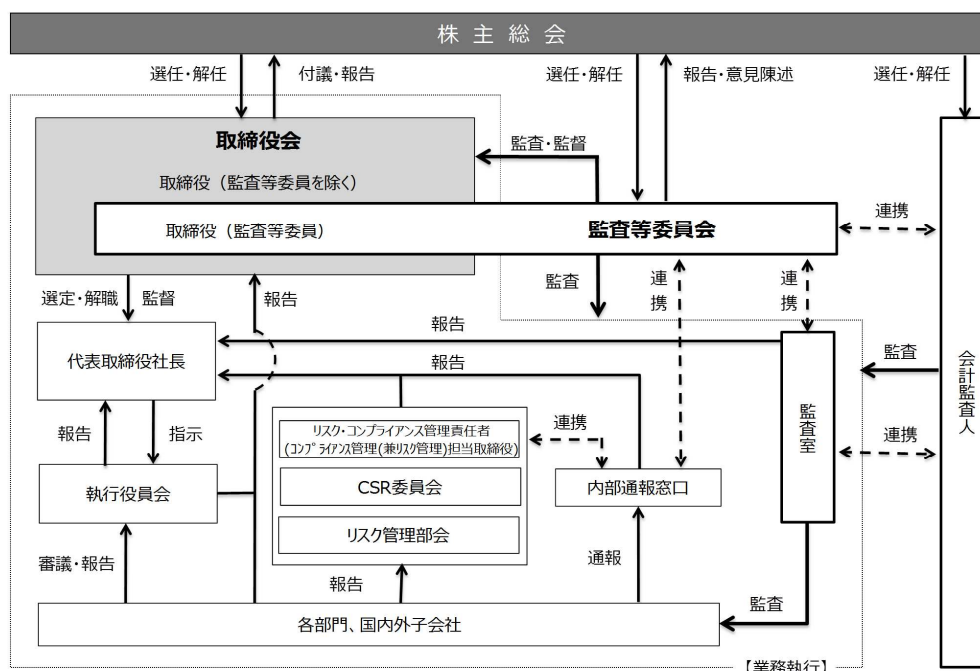 株主総会
選任・解任
付議・報告
選任・解任
報告・意見陳述
選任・解任
取締役会
監査・監督
取締役（監査等委員を除く）
取締役（監査等委員）
監査等委員会
連携
選定・解職
監督
報告
監査
連携
連携
報告
代表取締役社長
報告
監査
会計監査人
監査室
報告
指示
リスク・コンプライアンス管理責任者
(コンプライアンス管理(兼リスク管理)担当取締役)
連携
連携
執行役員会
CSR委員会
内部通報窓口
リスク管理部会
審議・報告
報告
通報
監査
各部門、国内外子会社
【業務執行】